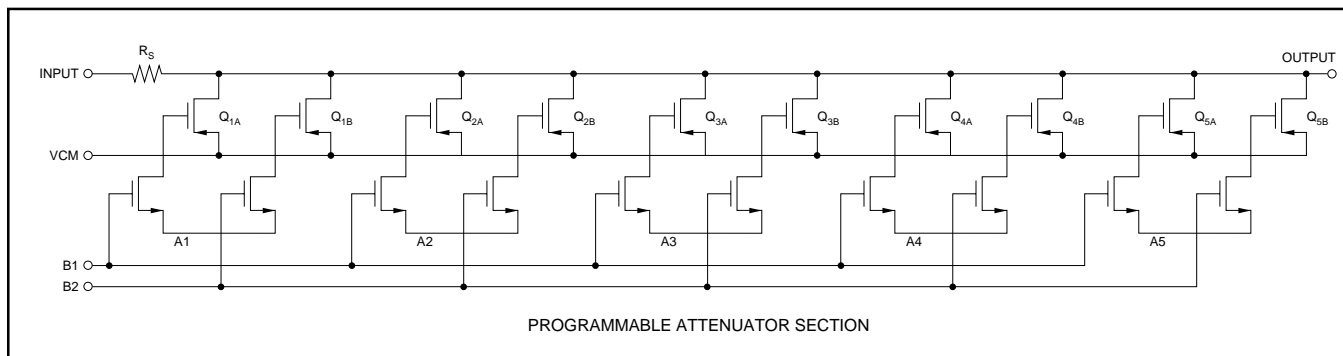 R_S
INPUT
OUTPUT
Q_1A
Q_1B
Q_2A
Q_2B
Q_3A
Q_3B
Q_4A
Q_4B
Q_5A
Q_5B
VCM
A1
A2
A3
A4
A5
B1
B2
PROGRAMMABLE ATTENUATOR SECTION